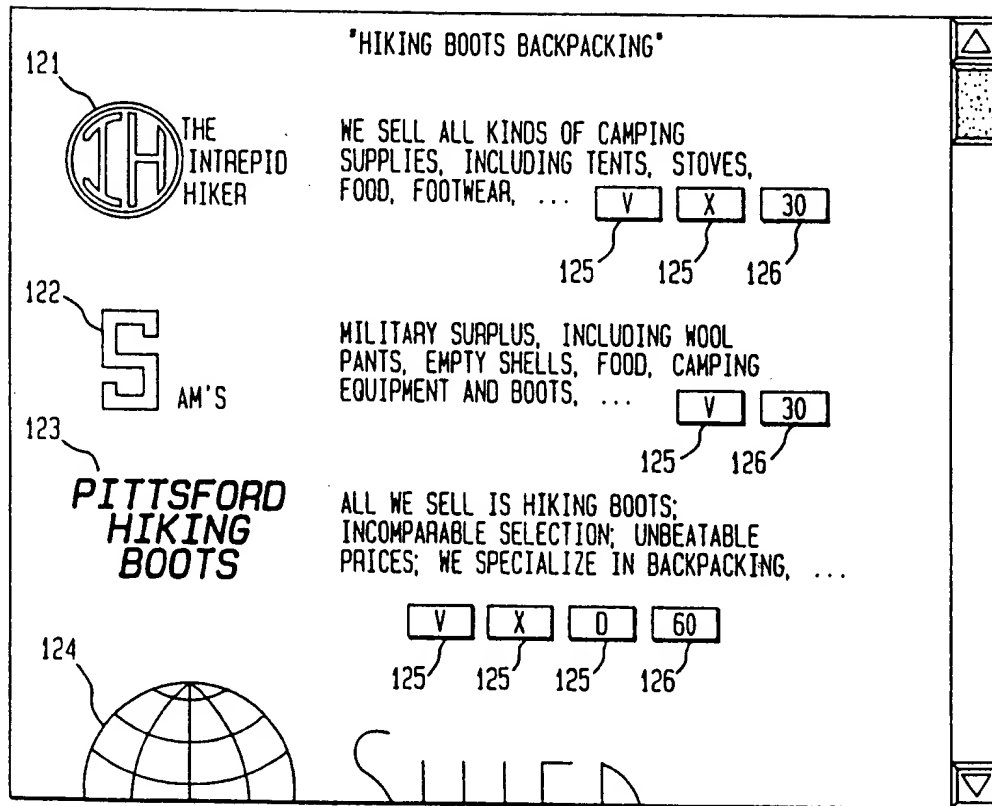 "HIKING BOOTS BACKPACKING"
121
IH
THE
INTREPID
HIKER
WE SELL ALL KINDS OF CAMPING
SUPPLIES, INCLUDING TENTS, STOVES,
FOOD, FOOTWEAR, ...
V X 30
125 125 126
122
S
AM'S
MILITARY SURPLUS, INCLUDING WOOL
PANTS, EMPTY SHELLS, FOOD, CAMPING
EQUIPMENT AND BOOTS, ...
V 30
125 126
123
PITTSFORD
HIKING
BOOTS
ALL WE SELL IS HIKING BOOTS;
INCOMPARABLE SELECTION; UNBEATABLE
PRICES; WE SPECIALIZE IN BACKPACKING, ...
V X D 60
125 125 125 126
124